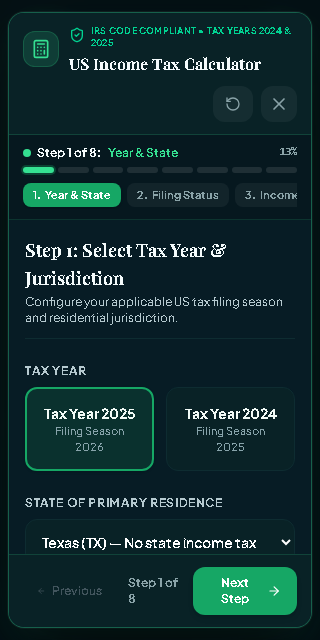 IRS CODE COMPLIANT • TAX YEARS 2024 &
2025
US Income Tax Calculator
Step 1 of 8: Year & State 13%
1. Year & State 2. Filing Status 3. Income
Step 1: Select Tax Year &
Jurisdiction
Configure your applicable US tax filing season
and residential jurisdiction.
TAX YEAR
Tax Year 2025 Tax Year 2024
Filing Season Filing Season
2026 2025
STATE OF PRIMARY RESIDENCE
Texas (TX) — No state income tax
← Previous Step 1 of Next →
8 Step